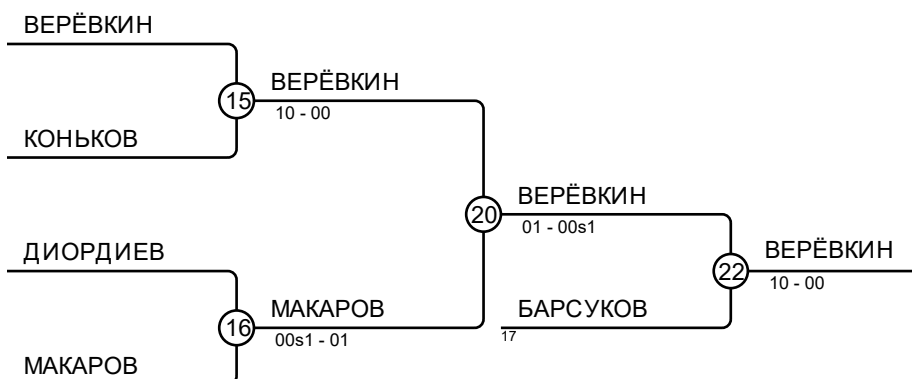 ВЕРЁВКИН
15
ВЕРЁВКИН
10 - 00
КОНЬКОВ
20
ВЕРЁВКИН
01 - 00s1
ДИОРДИЕВ
22
ВЕРЁВКИН
10 - 00
16
МАКАРОВ
00s1 - 01
БАРСУКОВ
17
МАКАРОВ